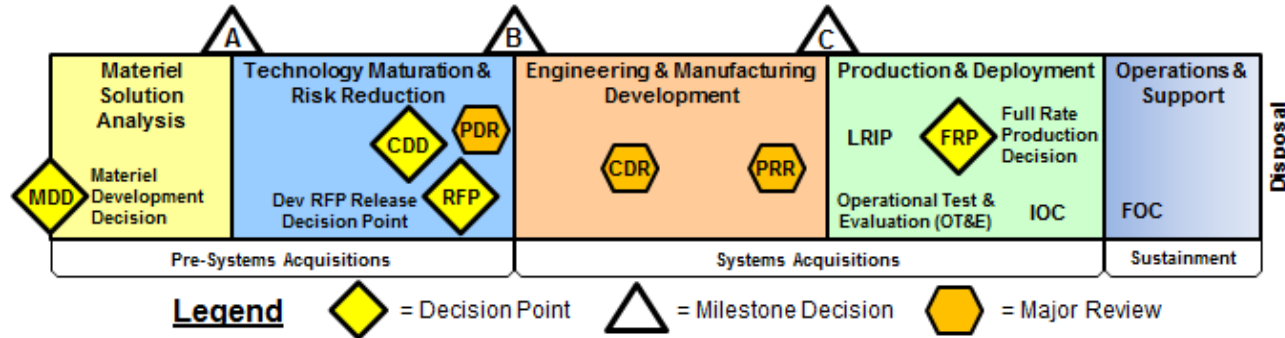 A
B
C
Materiel
Solution
Analysis
MDD
Materiel
Development
Decision
Technology Maturation &
Risk Reduction
CDD
PDR
Dev RFP Release
Decision Point
RFP
Engineering & Manufacturing
Development
CDR
PRR
Production & Deployment
LRIP
FRP
Full Rate
Production
Decision
Operational Test &
Evaluation (OT&E)
IOC
Operations &
Support
FOC
Disposal
Pre-Systems Acquisitions
Systems Acquisitions
Sustainment
Legend
= Decision Point
= Milestone Decision
= Major Review